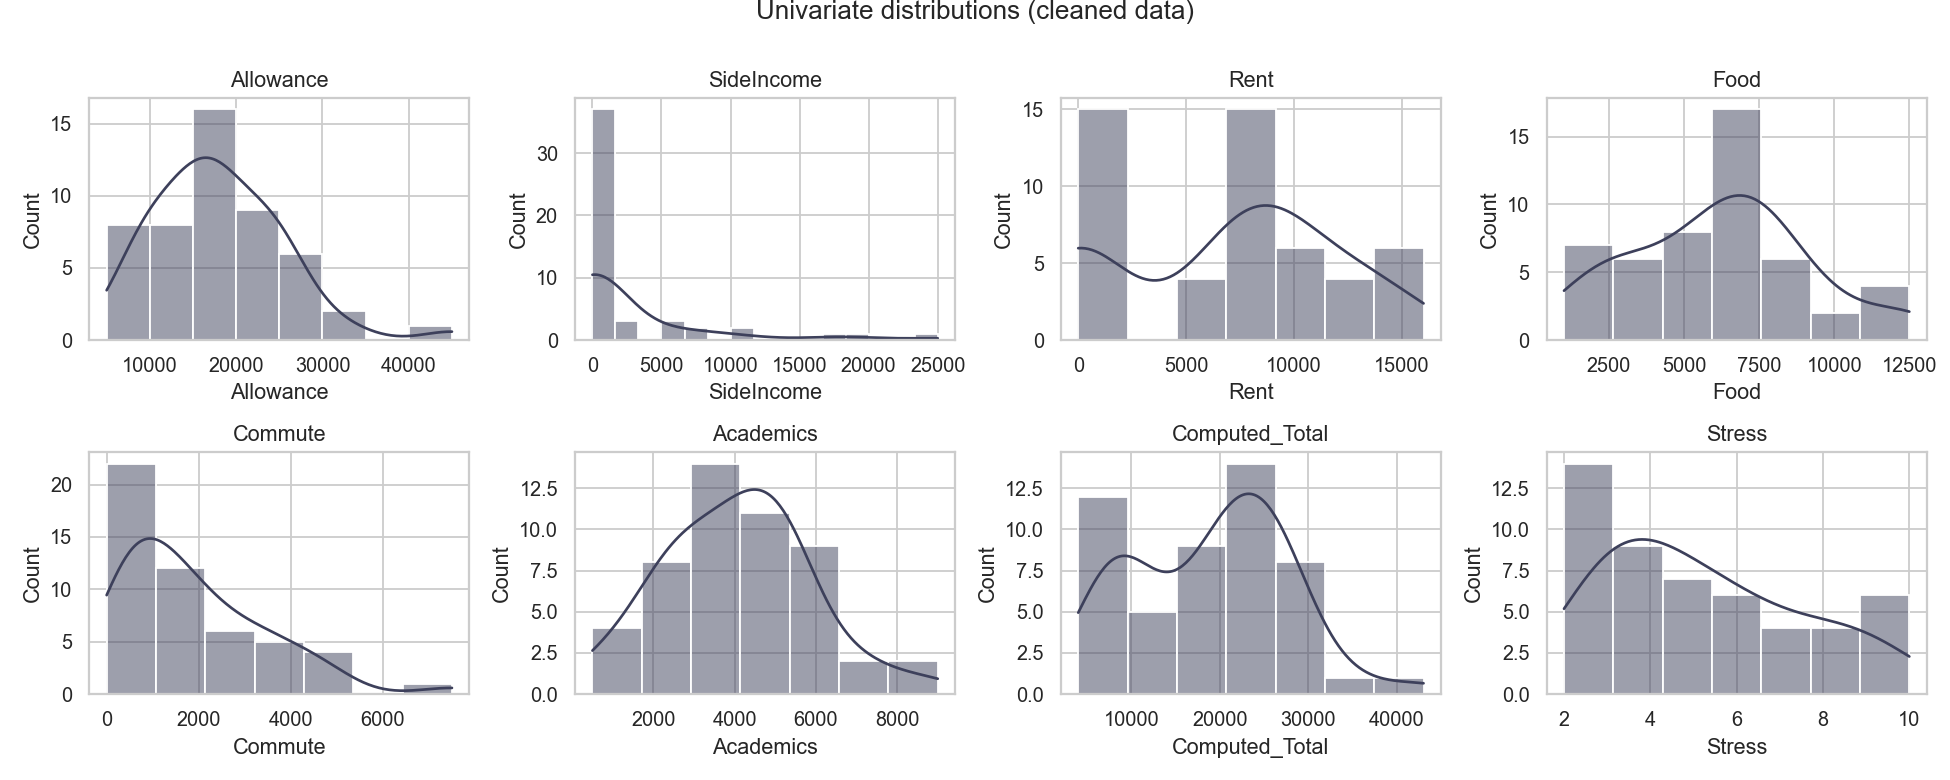 Univariate distributions (cleaned data)
Allowance
SideIncome
Rent
Food
Count
15
10
5
0
10000 20000 30000 40000
Allowance
Count
30
20
10
0
0 5000 10000 15000 20000 25000
SideIncome
Count
15
10
5
0
0 5000 10000 15000
Rent
Count
15
10
5
0
2500 5000 7500 10000 12500
Food
Commute
Academics
Computed_Total
Stress
Count
20
15
10
5
0
0 2000 4000 6000
Commute
Count
12.5
10.0
7.5
5.0
2.5
0.0
2000 4000 6000 8000
Academics
Count
12.5
10.0
7.5
5.0
2.5
0.0
10000 20000 30000 40000
Computed_Total
Count
12.5
10.0
7.5
5.0
2.5
0.0
2 4 6 8 10
Stress